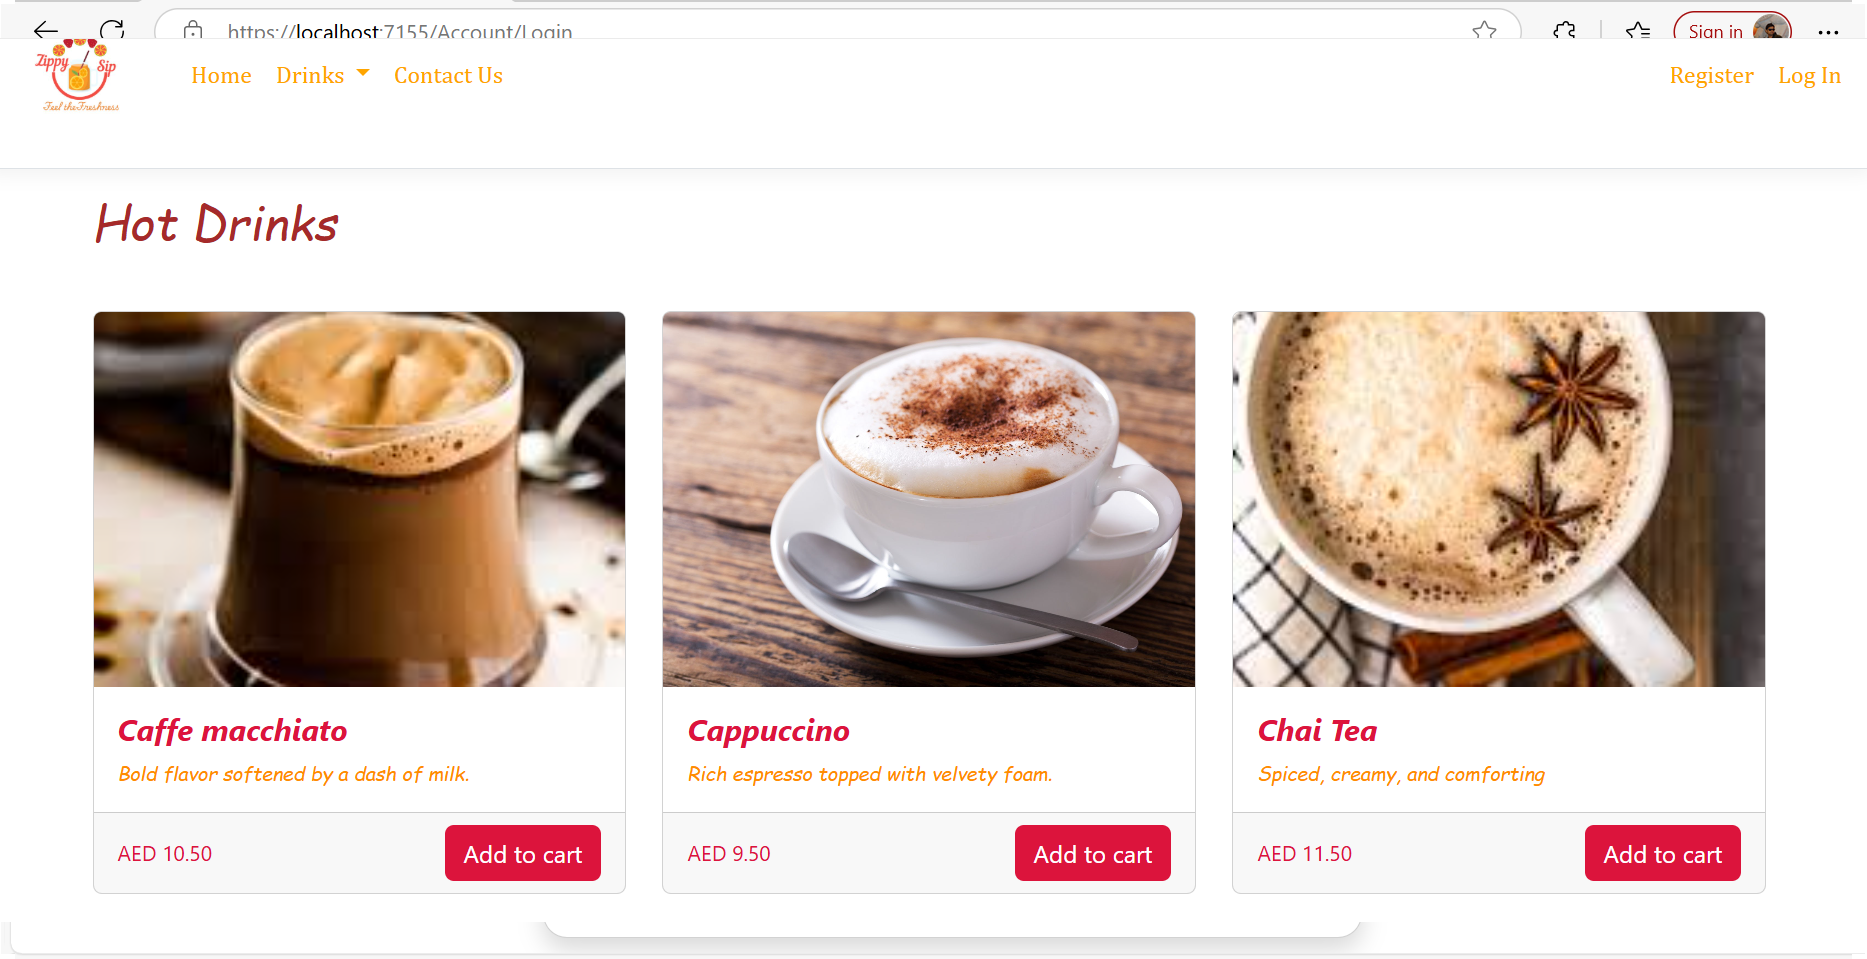 https://localhost:7155/Account/Login
Sign in
Zippy Sip
Feel the Freshness
Home
Drinks
Contact Us
Register
Log In
Hot Drinks
Caffe macchiato
Bold flavor softened by a dash of milk.
AED 10.50
Add to cart
Cappuccino
Rich espresso topped with velvety foam.
AED 9.50
Add to cart
Chai Tea
Spiced, creamy, and comforting
AED 11.50
Add to cart